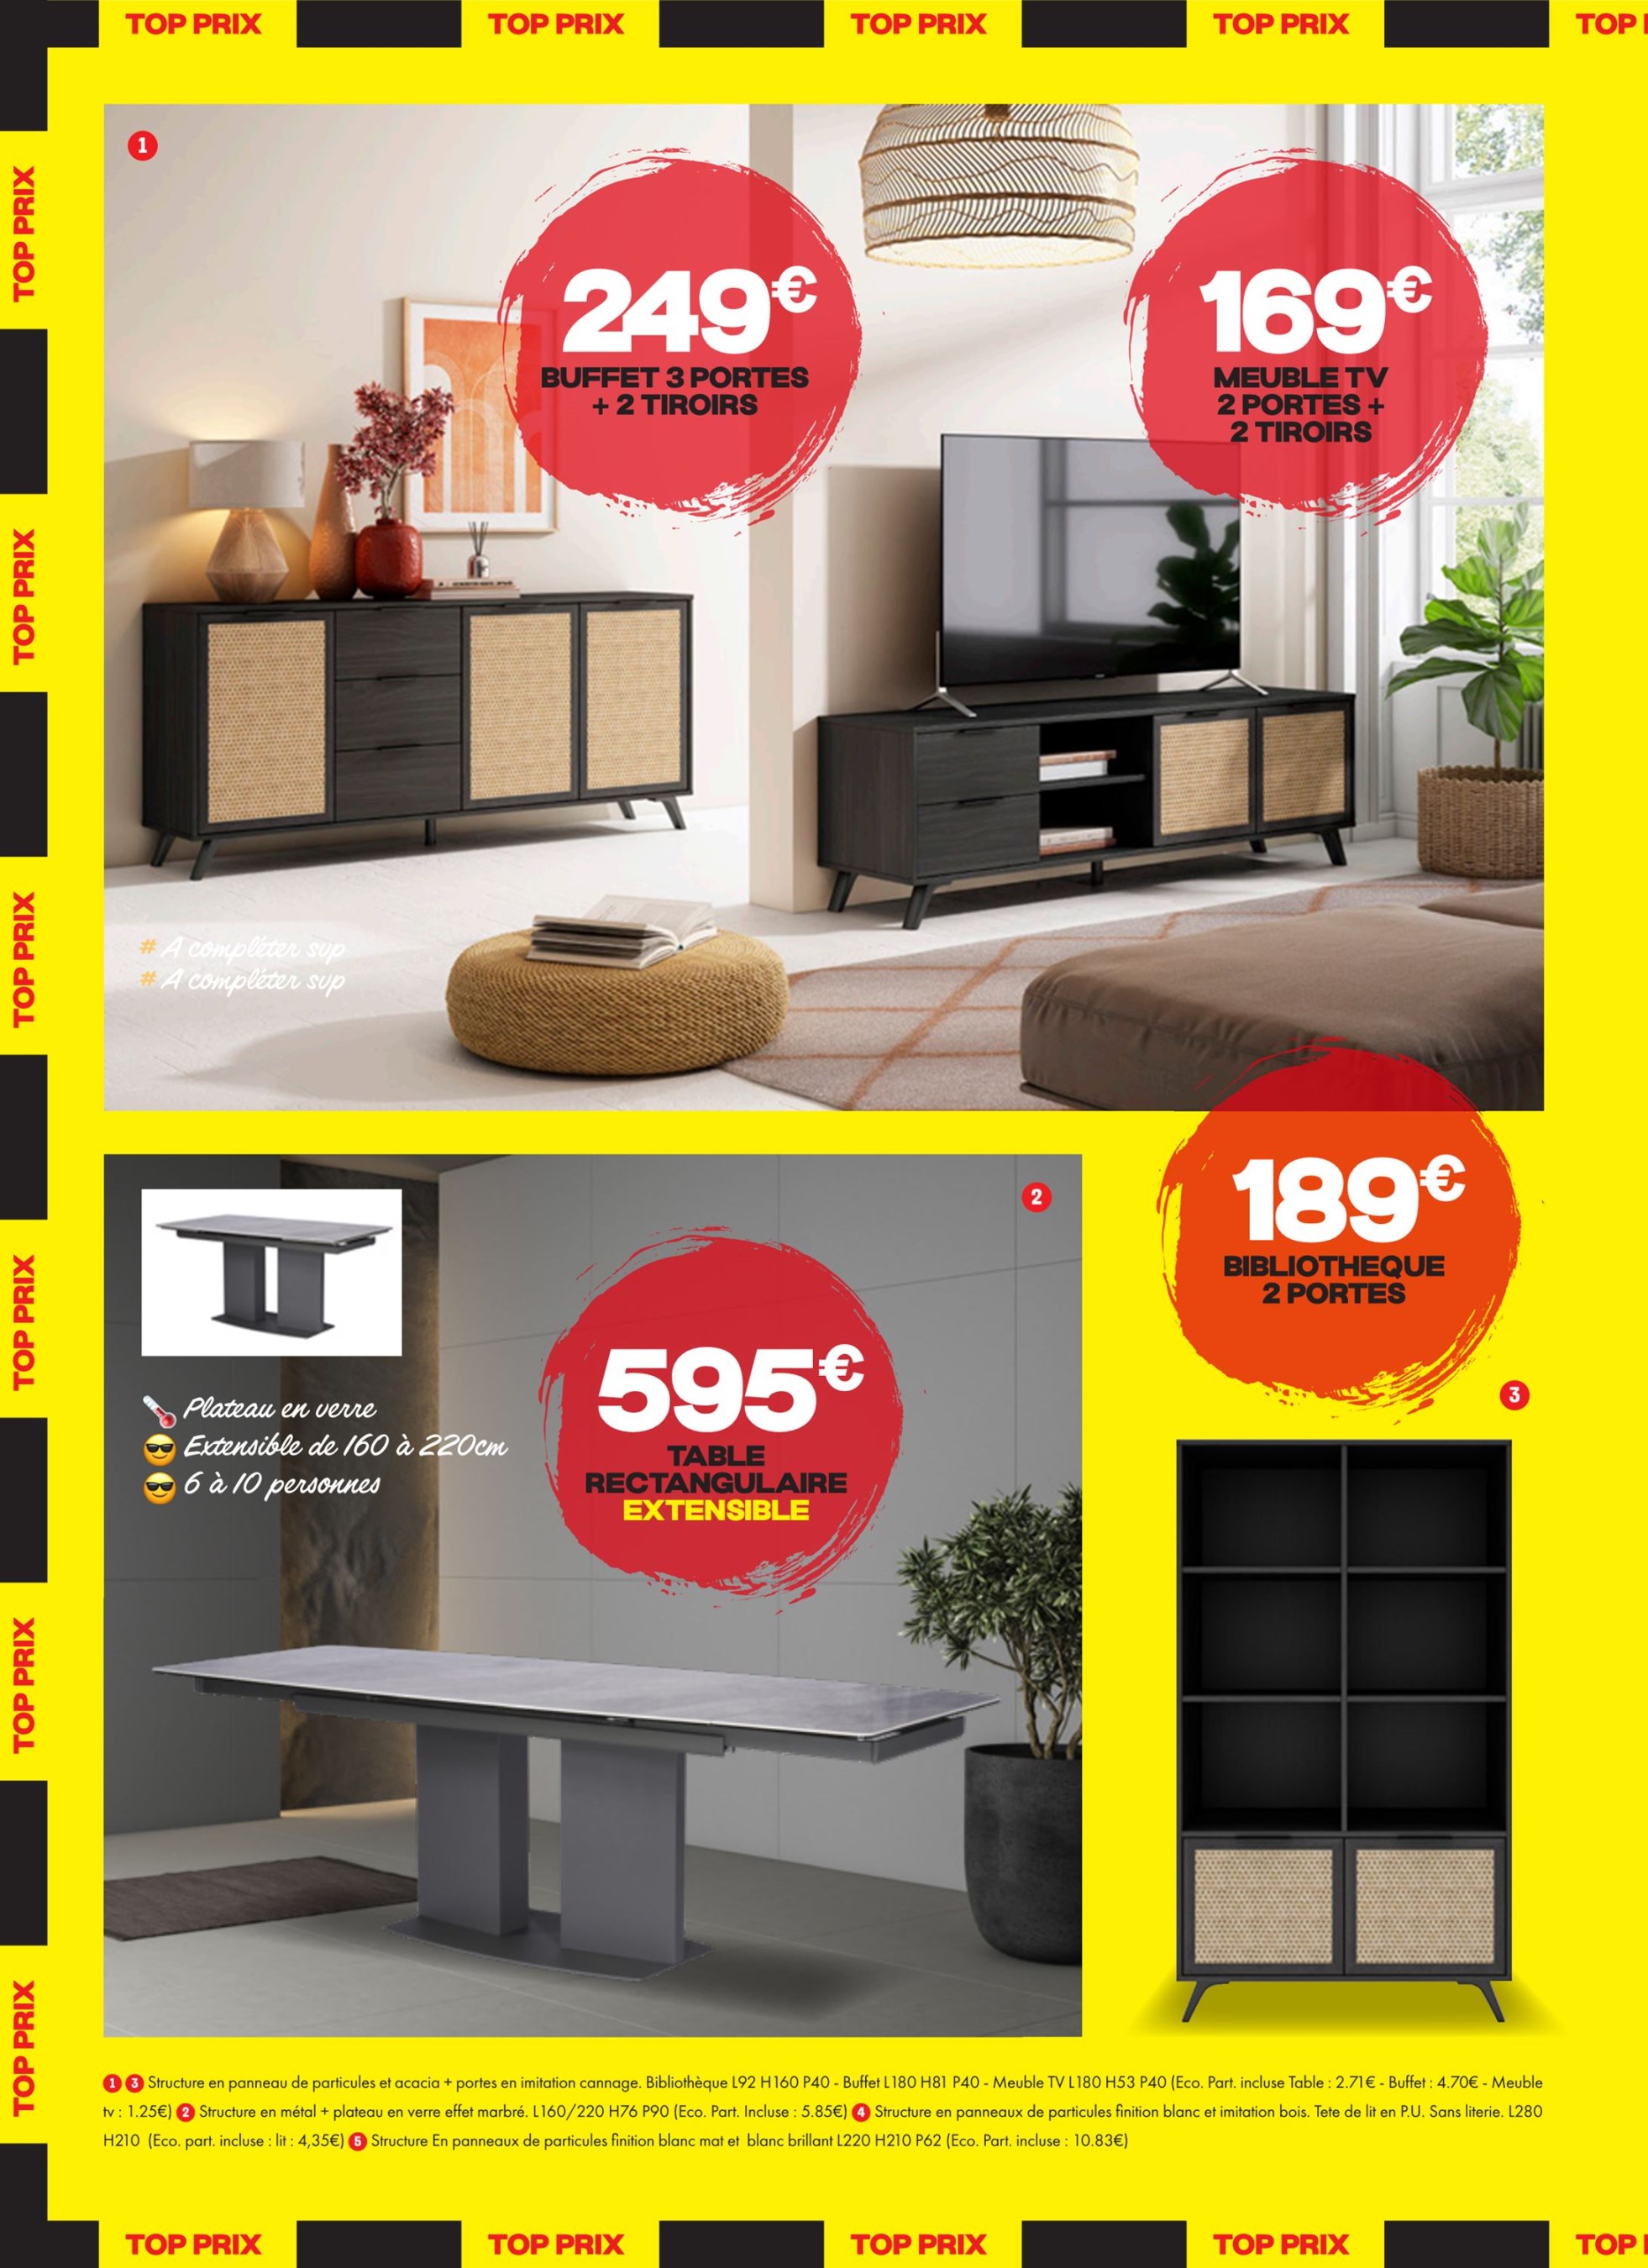 TOP PRIX TOP PRIX TOP PRIX TOP PRIX TOP
TOP PRIX
TOP PRIX
TOP PRIX
TOP PRIX
TOP PRIX
TOP PRIX
1
249€
BUFFET 3 PORTES
+ 2 TIROIRS
169€
MEUBLE TV
2 PORTES +
2 TIROIRS
# A compléter svp
# A compléter svp
2
595€
TABLE
RECTANGULAIRE
EXTENSIBLE
Plateau en verre
Extensible de 160 à 220cm
6 à 10 personnes
189€
BIBLIOTHEQUE
2 PORTES
3
1 3 Structure en panneau de particules et acacia + portes en imitation cannage. Bibliothèque L92 H160 P40 - Buffet L180 H81 P40 - Meuble TV L180 H53 P40 (Eco. Part. incluse Table : 2.71€ - Buffet : 4.70€ - Meuble
tv : 1.25€) 2 Structure en métal + plateau en verre effet marbré. L160/220 H76 P90 (Eco. Part. Incluse : 5.85€) 4 Structure en panneaux de particules finition blanc et imitation bois. Tete de lit en P.U. Sans literie. L280
H210 (Eco. part. incluse : lit : 4,35€) 5 Structure En panneaux de particules finition blanc mat et blanc brillant L220 H210 P62 (Eco. Part. incluse : 10.83€)
TOP PRIX TOP PRIX TOP PRIX TOP PRIX TOP